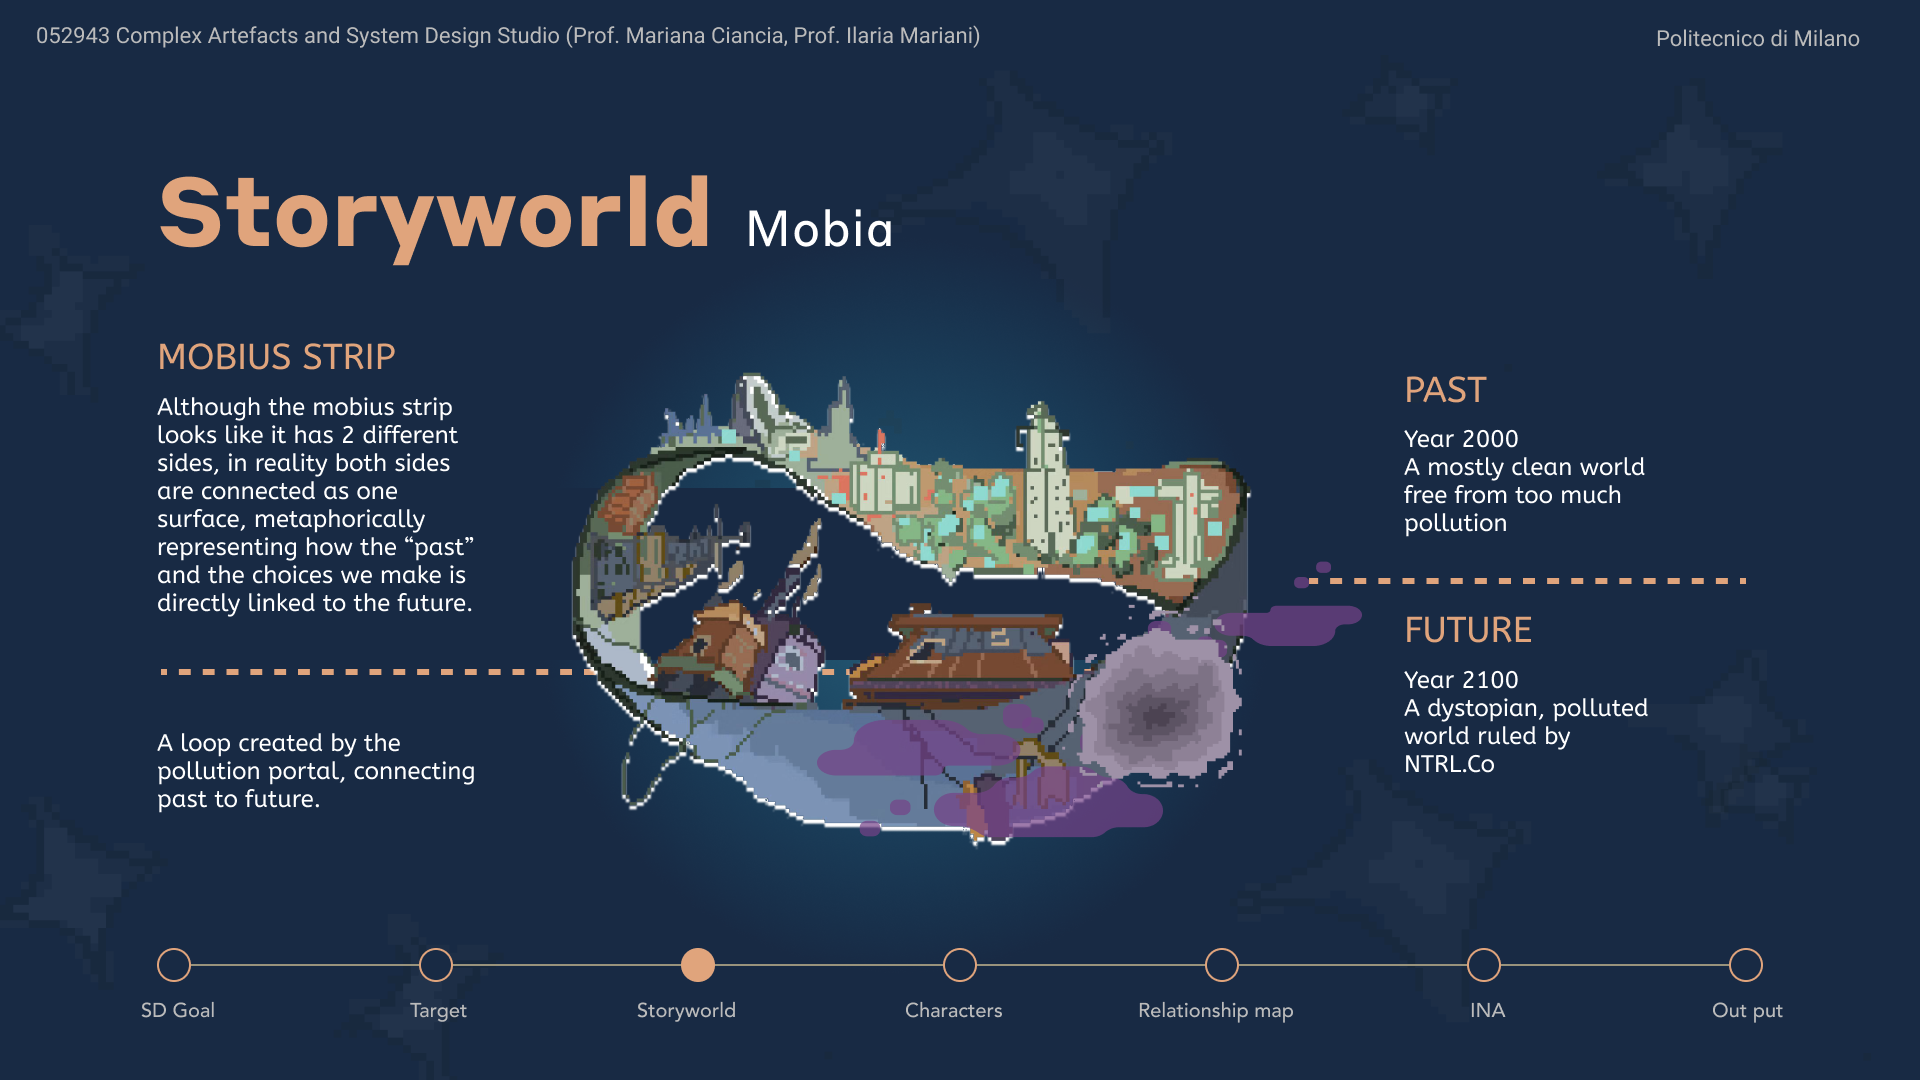 052943 Complex Artefacts and System Design Studio (Prof. Mariana Ciancia, Prof. Ilaria Mariani)
Politecnico di Milano
Storyworld Mobia
MOBIUS STRIP
Although the mobius strip
looks like it has 2 different
sides, in reality both sides
are connected as one
surface, metaphorically
representing how the “past”
and the choices we make is
directly linked to the future.
A loop created by the
pollution portal, connecting
past to future.
PAST
Year 2000
A mostly clean world
free from too much
pollution
FUTURE
Year 2100
A dystopian, polluted
world ruled by
NTRL.Co
SD Goal
Target
Storyworld
Characters
Relationship map
INA
Out put